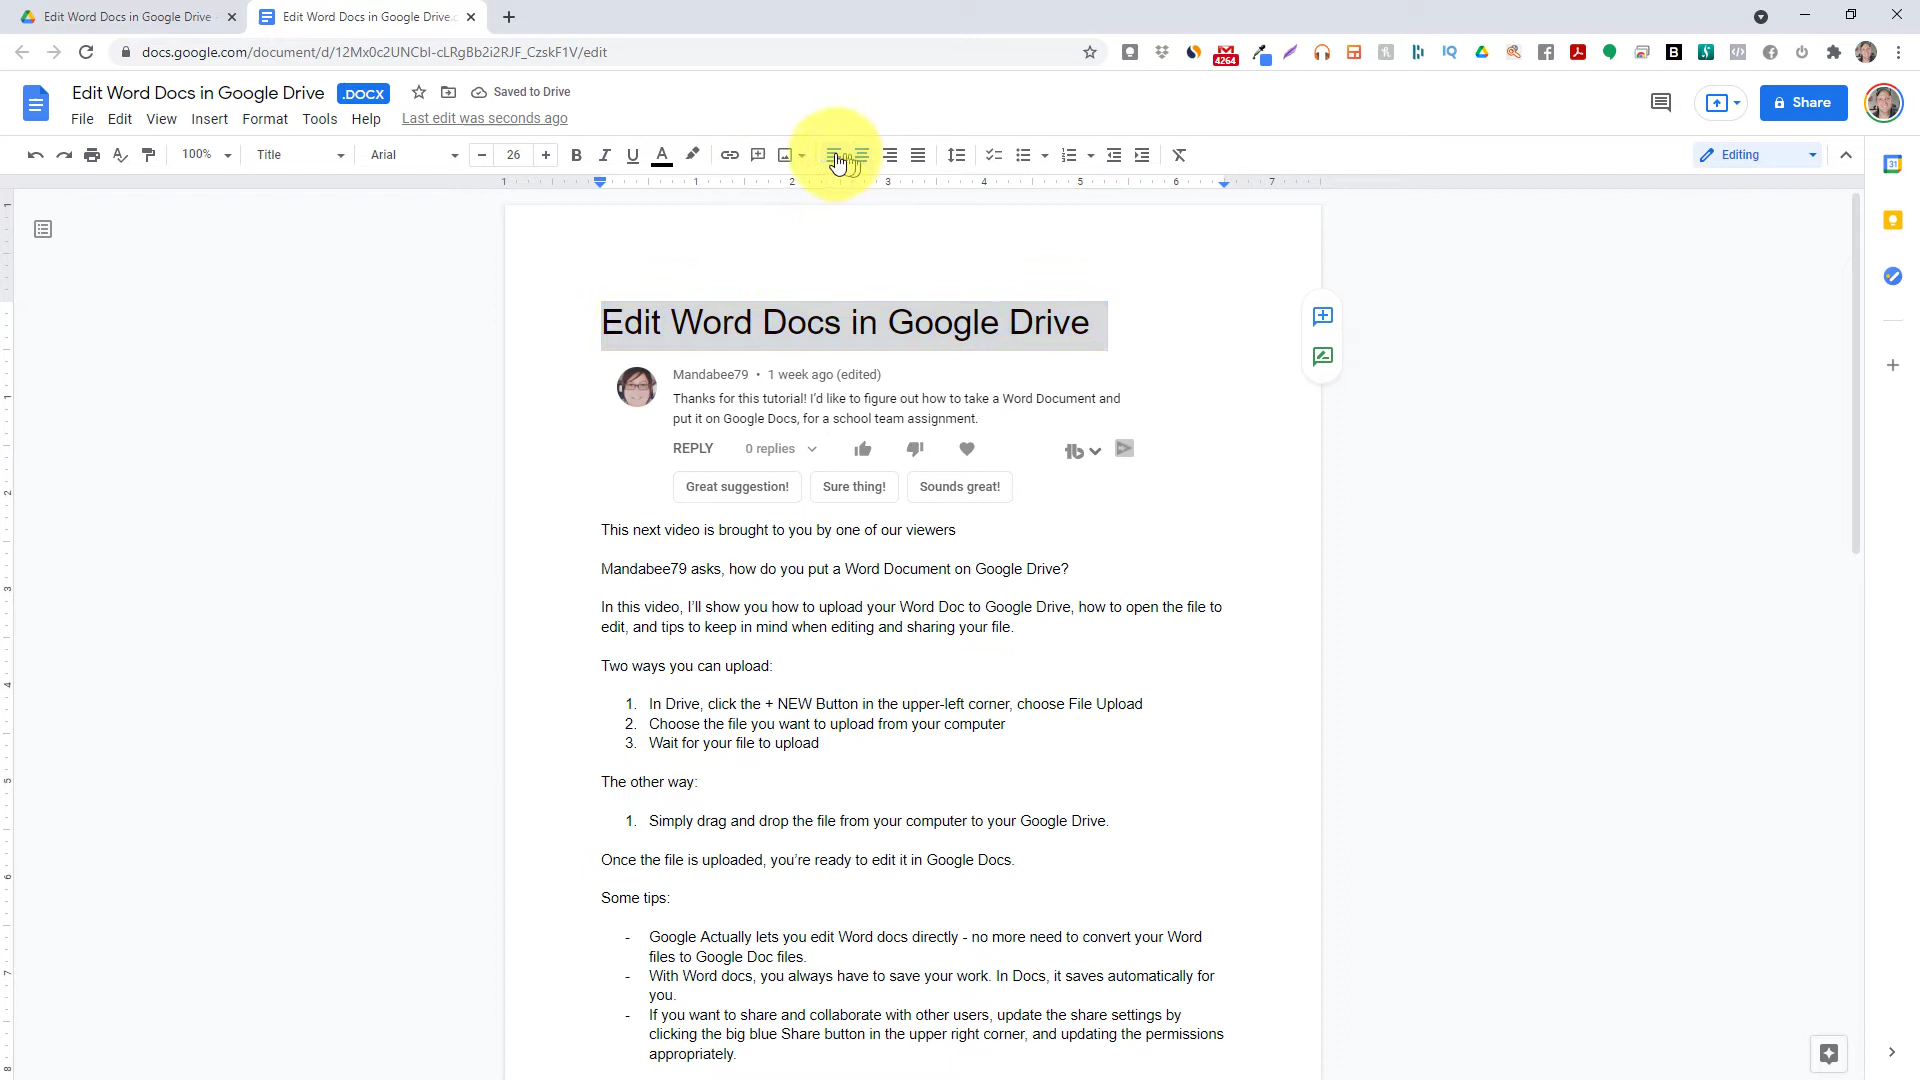 Edit Word Docs in Google Drive
Edit Word Docs in Google Drive.
docs.google.com/document/d/12Mx0c2UNCbI-cLRgBb2i2RJF_CzskF1V/edit
4264
Edit Word Docs in Google Drive .DOCX Saved to Drive
Share
File Edit View Insert Format Tools Help Last edit was seconds ago
100% Title Arial 26 B I U A Editing
1 1 2 3 4 5 6 7
31
Edit Word Docs in Google Drive
Mandabee79 • 1 week ago (edited)
Thanks for this tutorial! I'd like to figure out how to take a Word Document and
put it on Google Docs, for a school team assignment.
REPLY 0 replies
Great suggestion! Sure thing! Sounds great!
This next video is brought to you by one of our viewers
Mandabee79 asks, how do you put a Word Document on Google Drive?
In this video, I'll show you how to upload your Word Doc to Google Drive, how to open the file to
edit, and tips to keep in mind when editing and sharing your file.
Two ways you can upload:
1. In Drive, click the + NEW Button in the upper-left corner, choose File Upload
2. Choose the file you want to upload from your computer
3. Wait for your file to upload
The other way:
1. Simply drag and drop the file from your computer to your Google Drive.
Once the file is uploaded, you're ready to edit it in Google Docs.
Some tips:
- Google Actually lets you edit Word docs directly - no more need to convert your Word
files to Google Doc files.
- With Word docs, you always have to save your work. In Docs, it saves automatically for
you.
- If you want to share and collaborate with other users, update the share settings by
clicking the big blue Share button in the upper right corner, and updating the permissions
appropriately.